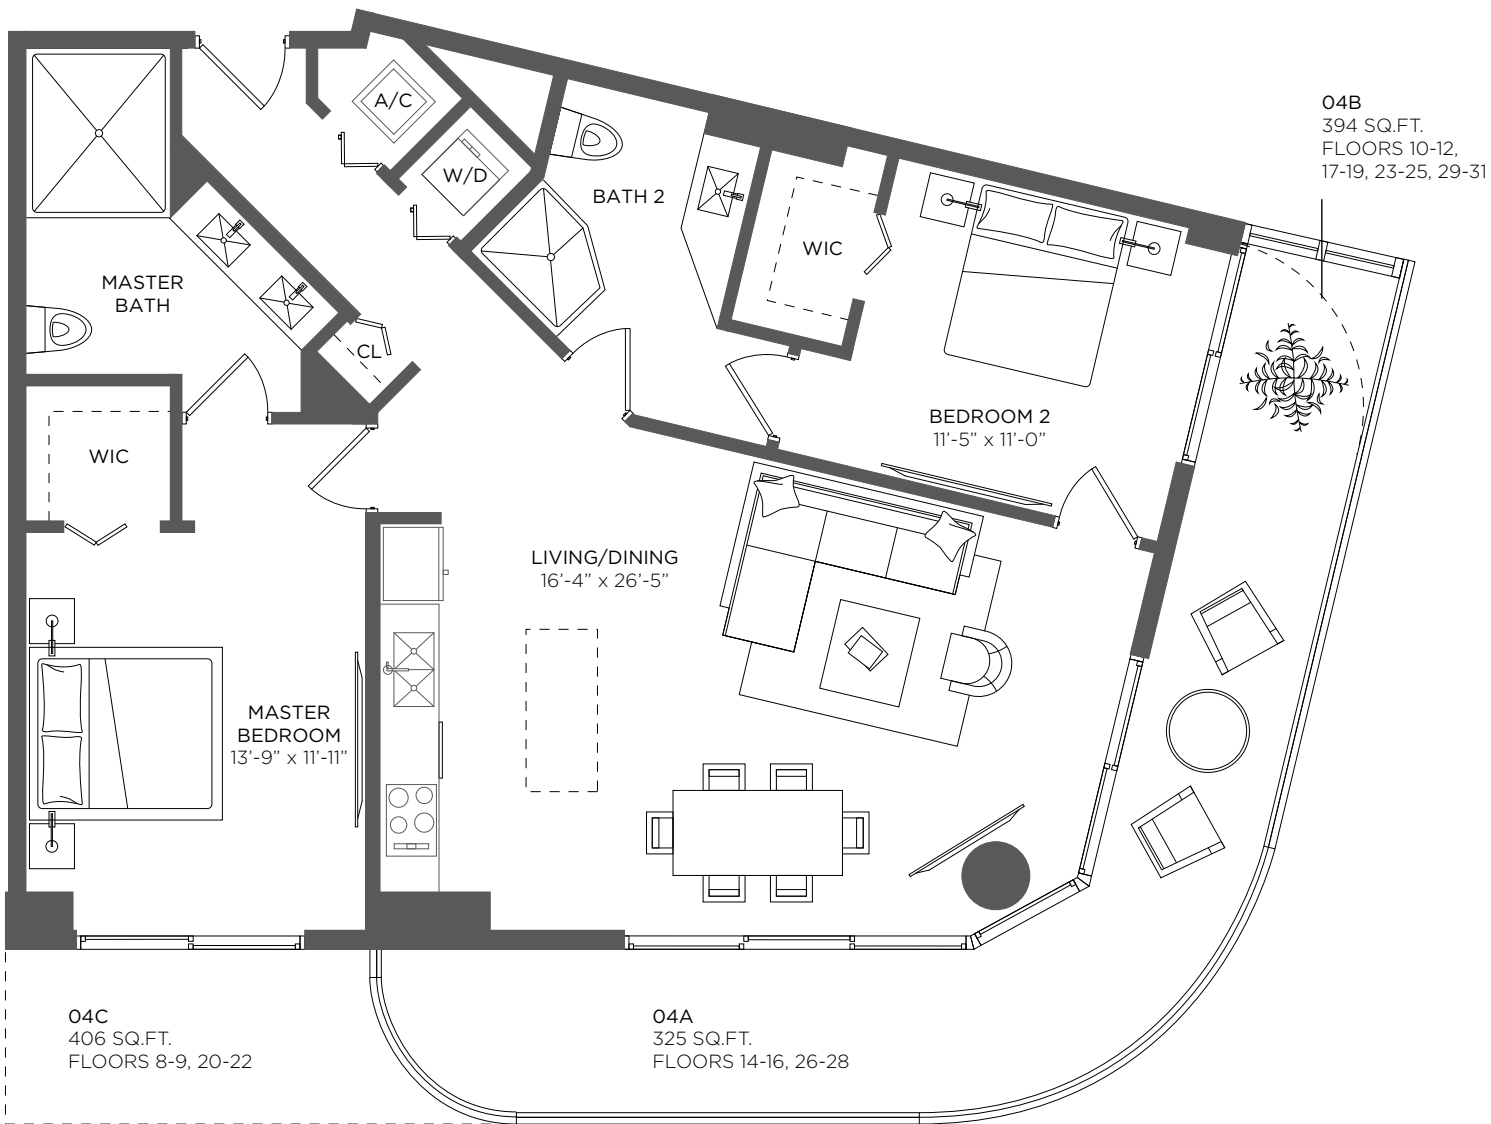 04B
394 SQ.FT.
FLOORS 10-12,
17-19, 23-25, 29-31
A/C
W/D
BATH 2
WIC
MASTER
BATH
CL
BEDROOM 2
11'-5” x 11'-0”
WIC
LIVING/DINING
16'-4” x 26'-5”
MASTER
BEDROOM
13'-9” x 11'-11”
04C
406 SQ.FT.
FLOORS 8-9, 20-22
04A
325 SQ.FT.
FLOORS 14-16, 26-28